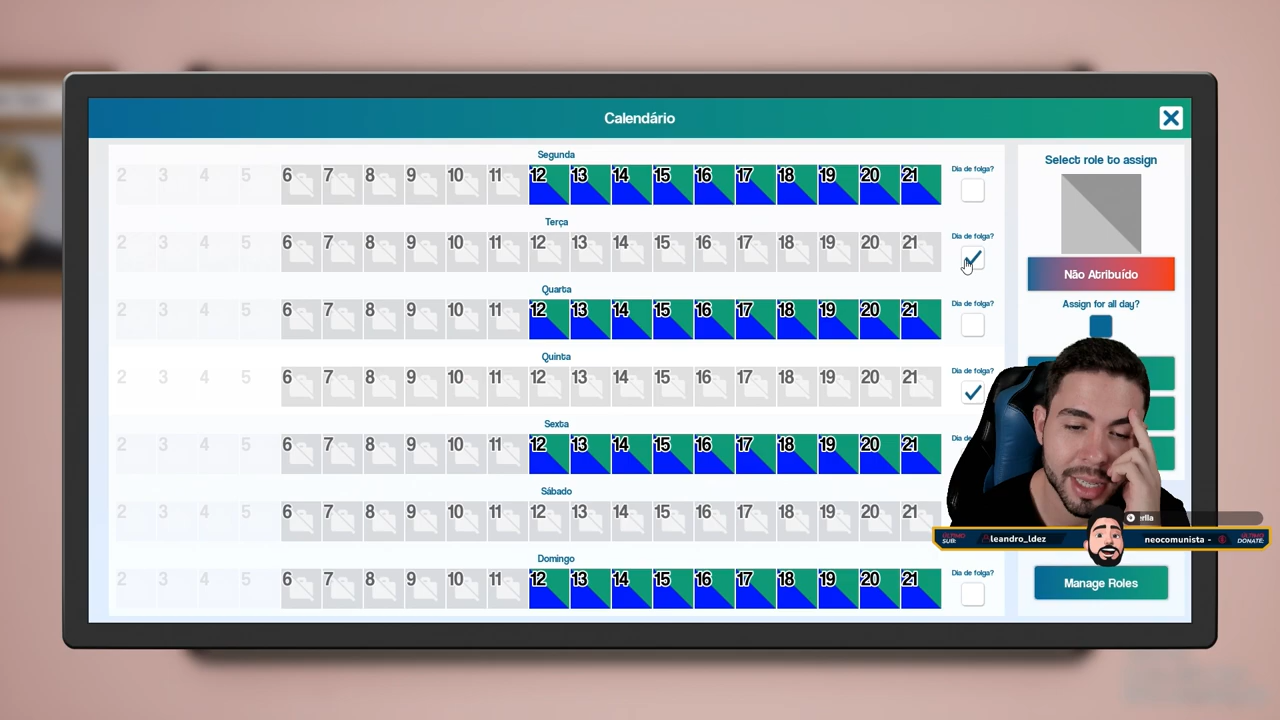 Calendário
Segunda
2 3 4 5 6 7 8 9 10 11 12 13 14 15 16 17 18 19 20 21
Dia de folga?
Terça
2 3 4 5 6 7 8 9 10 11 12 13 14 15 16 17 18 19 20 21
Dia de folga?
Quarta
2 3 4 5 6 7 8 9 10 11 12 13 14 15 16 17 18 19 20 21
Dia de folga?
Quinta
2 3 4 5 6 7 8 9 10 11 12 13 14 15 16 17 18 19 20 21
Dia de folga?
Sexta
2 3 4 5 6 7 8 9 10 11 12 13 14 15 16 17 18 19 20 21
Sábado
2 3 4 5 6 7 8 9 10 11 12 13 14 15 16 17 18 19 20 21
Domingo
2 3 4 5 6 7 8 9 10 11 12 13 14 15 16 17 18 19 20 21
Dia de folga?
Select role to assign
Não Atribuído
Assign for all day?
ÚLTIMO SUB: leandro_ldez
neocomunista - ÚLTIMO DONATE:
Manage Roles